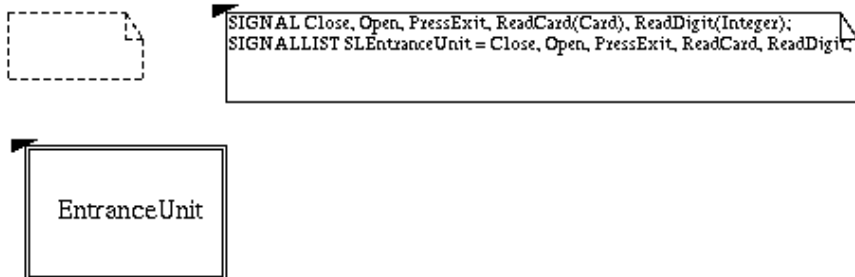 SIGNAL Close, Open, PressExit, ReadCard(Card), ReadDigit(Integer);
SIGNALLIST SLEntranceUnit = Close, Open, PressExit, ReadCard, ReadDigit;
EntranceUnit